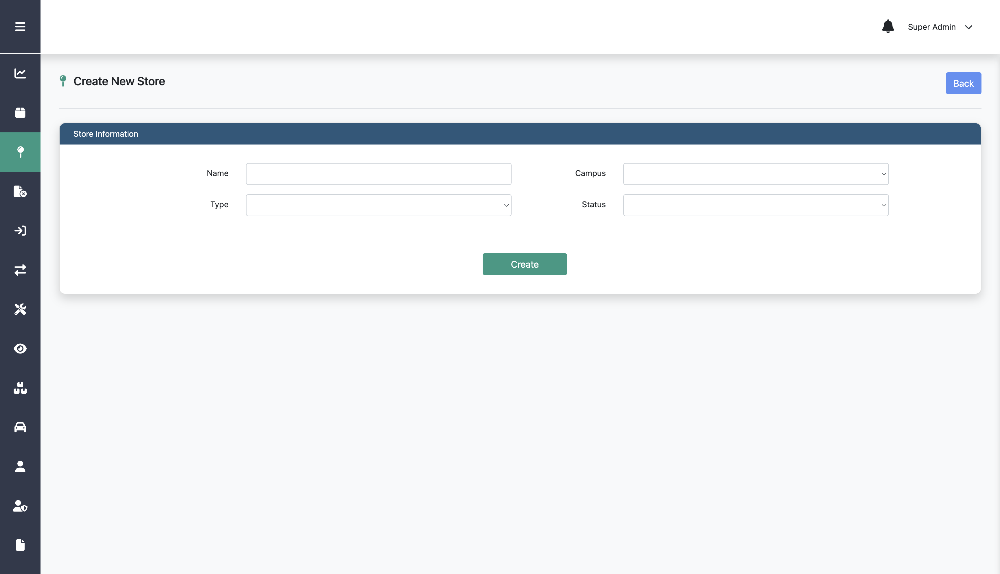 Super Admin
Create New Store
Back
Store Information
Name
Campus
Type
Status
Create